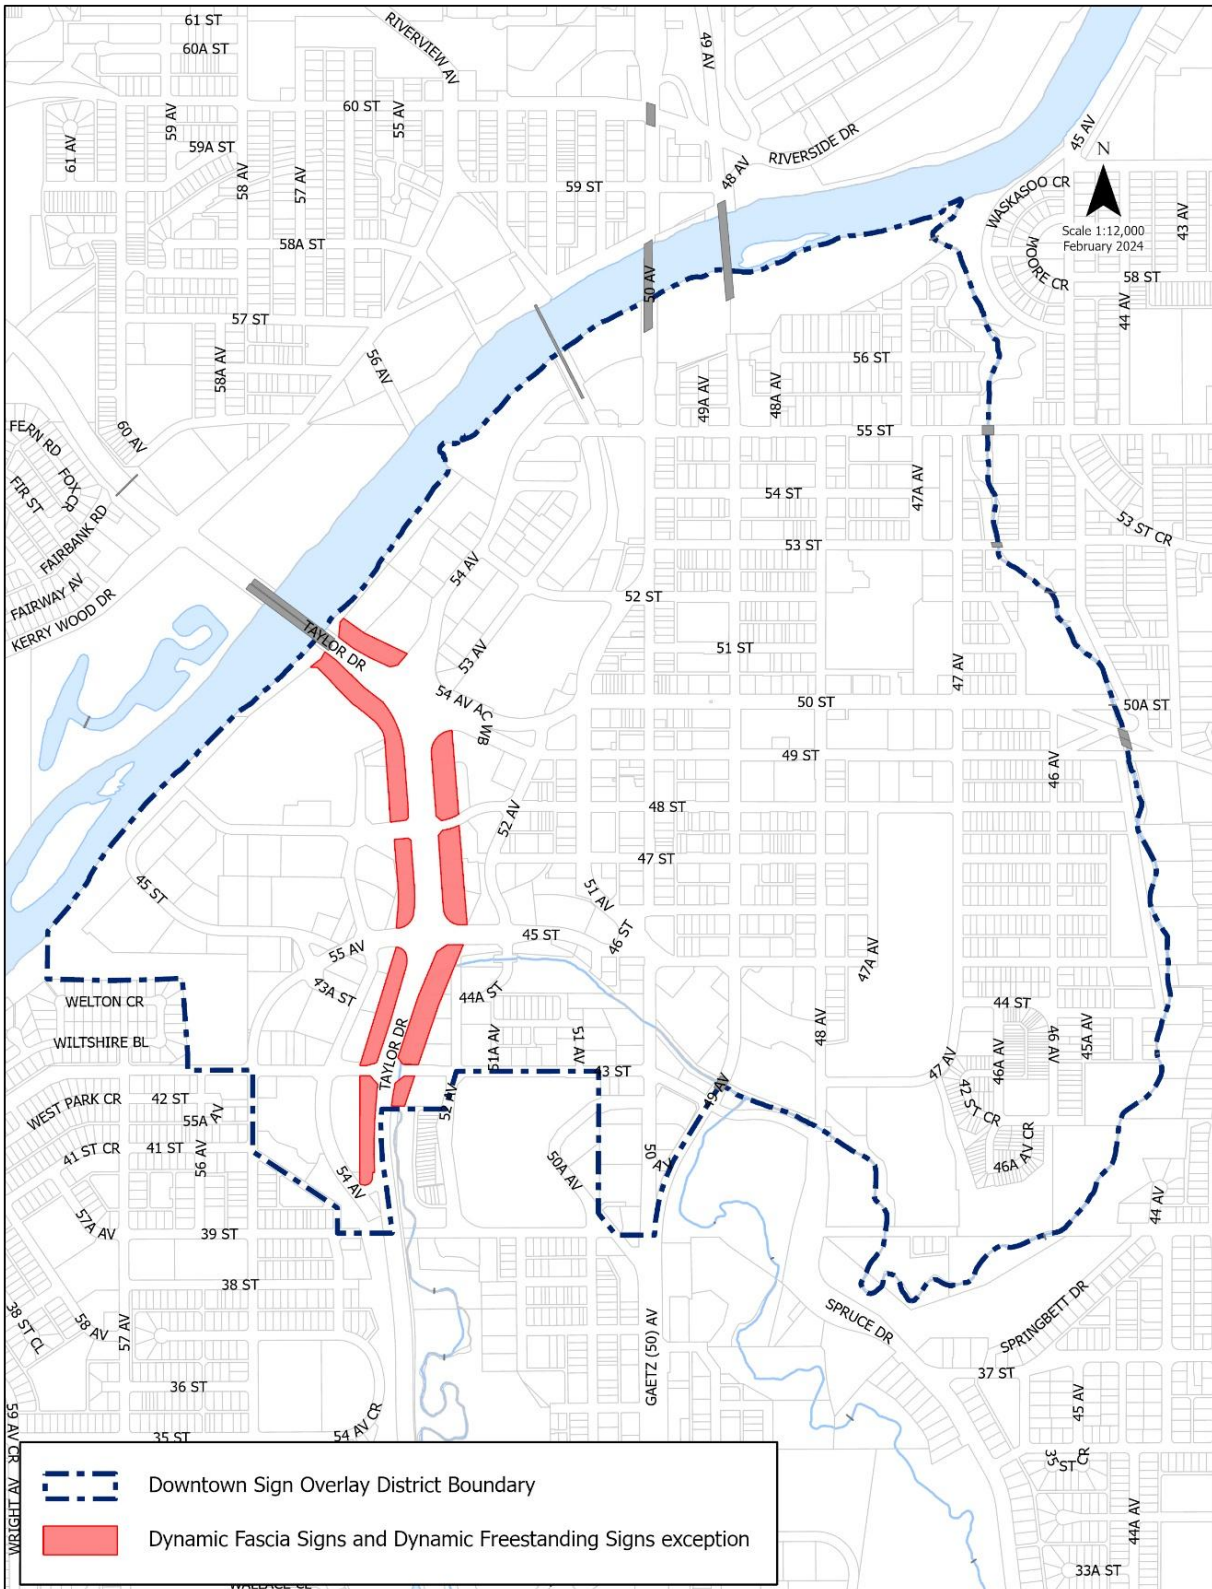 61 ST
60A ST
RIVERVIEW AV
49 AV
60 ST
55 AV
59 AV
61 AV
59A ST
58 AV
57 AV
RIVERSIDE DR
45 AV
N
48 AV
59 ST
WASKASOO CR
Scale 1:12,000
February 2024
43 AV
58A ST
MOORE CR
58 ST
50 AV
44 AV
57 ST
56 AV
58A AV
56 ST
49A AV
48A AV
60 AV
FERN RD
FOX CR
FIR ST
55 ST
54 ST
47A AV
53 ST CR
FAIRBANK RD
53 ST
54 AV
FAIRWAY AV
KERRY WOOD DR
52 ST
TAYLOR DR
53 AV
51 ST
47 AV
54 AV AC WB
50 ST
50A ST
49 ST
46 AV
48 ST
52 AV
47 ST
45 ST
51 AV
46 ST
45 ST
55 AV
47A AV
43A ST
44A ST
WELTON CR
44 ST
WILTSHIRE BL
TAYLOR DR
51A AV
51 AV
48 AV
46 AV
45A AV
47 AV
46A AV
43 ST
49 AV
52 AV
42 ST CR
WEST PARK CR
42 ST
55A AV
41 ST CR
41 ST
56 AV
46A AV CR
50 AV
50A AV
54 AV
44 AV
57A AV
39 ST
38 ST
38 ST CL
58 AV
57 AV
SPRUCE DR
SPRINGBETT DR
GAETZ (50) AV
37 ST
36 ST
45 AV
59 AV CR
35 ST
54 AV CR
35 ST CR
WRIGHT AV
44A AV
33A ST
Downtown Sign Overlay District Boundary
Dynamic Fascia Signs and Dynamic Freestanding Signs exception